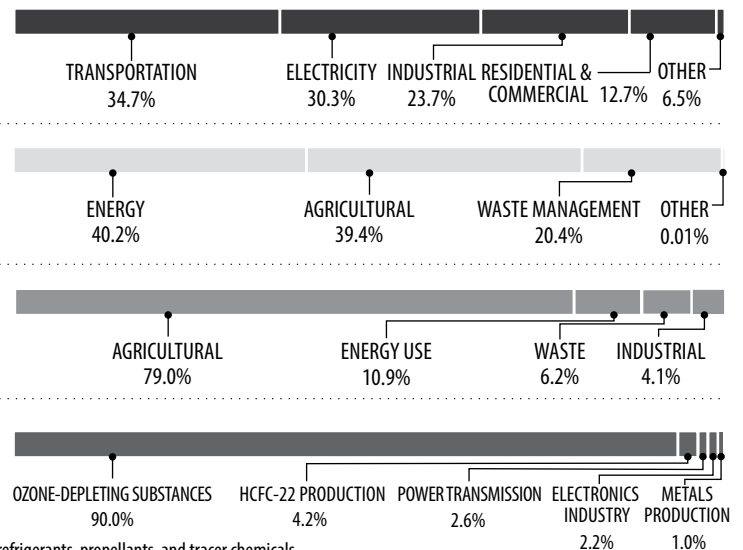 TRANSPORTATION
34.7%
ELECTRICITY
30.3%
INDUSTRIAL
23.7%
RESIDENTIAL &
COMMERCIAL 12.7%
OTHER
6.5%
ENERGY
40.2%
AGRICULTURAL
39.4%
WASTE MANAGEMENT
20.4%
OTHER
0.01%
AGRICULTURAL
79.0%
ENERGY USE
10.9%
WASTE
6.2%
INDUSTRIAL
4.1%
OZONE-DEPLETING SUBSTANCES
90.0%
HCFC-22 PRODUCTION
4.2%
POWER TRANSMISSION
2.6%
ELECTRONICS
INDUSTRY
2.2%
METALS
PRODUCTION
1.0%
refrigerants, propellants, and tracer chemicals